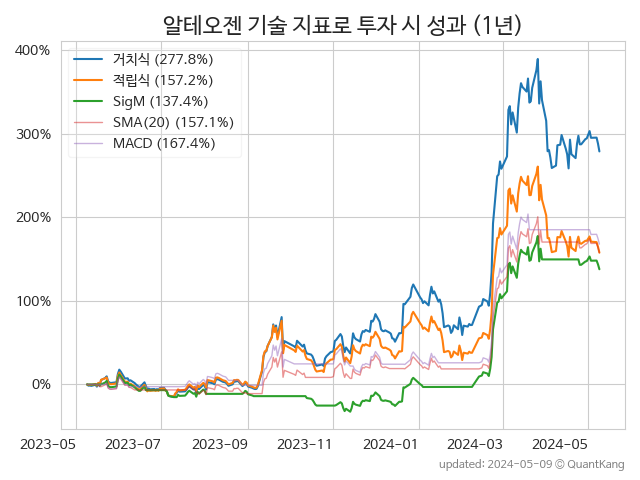 알테오젠 기술 지표로 투자 시 성과 (1년)
거치식 (277.8%)
적립식 (157.2%)
SigM (137.4%)
SMA(20) (157.1%)
MACD (167.4%)
400%
300%
200%
100%
0%
2023-05 2023-07 2023-09 2023-11 2024-01 2024-03 2024-05
updated: 2024-05-09 © QuantKang